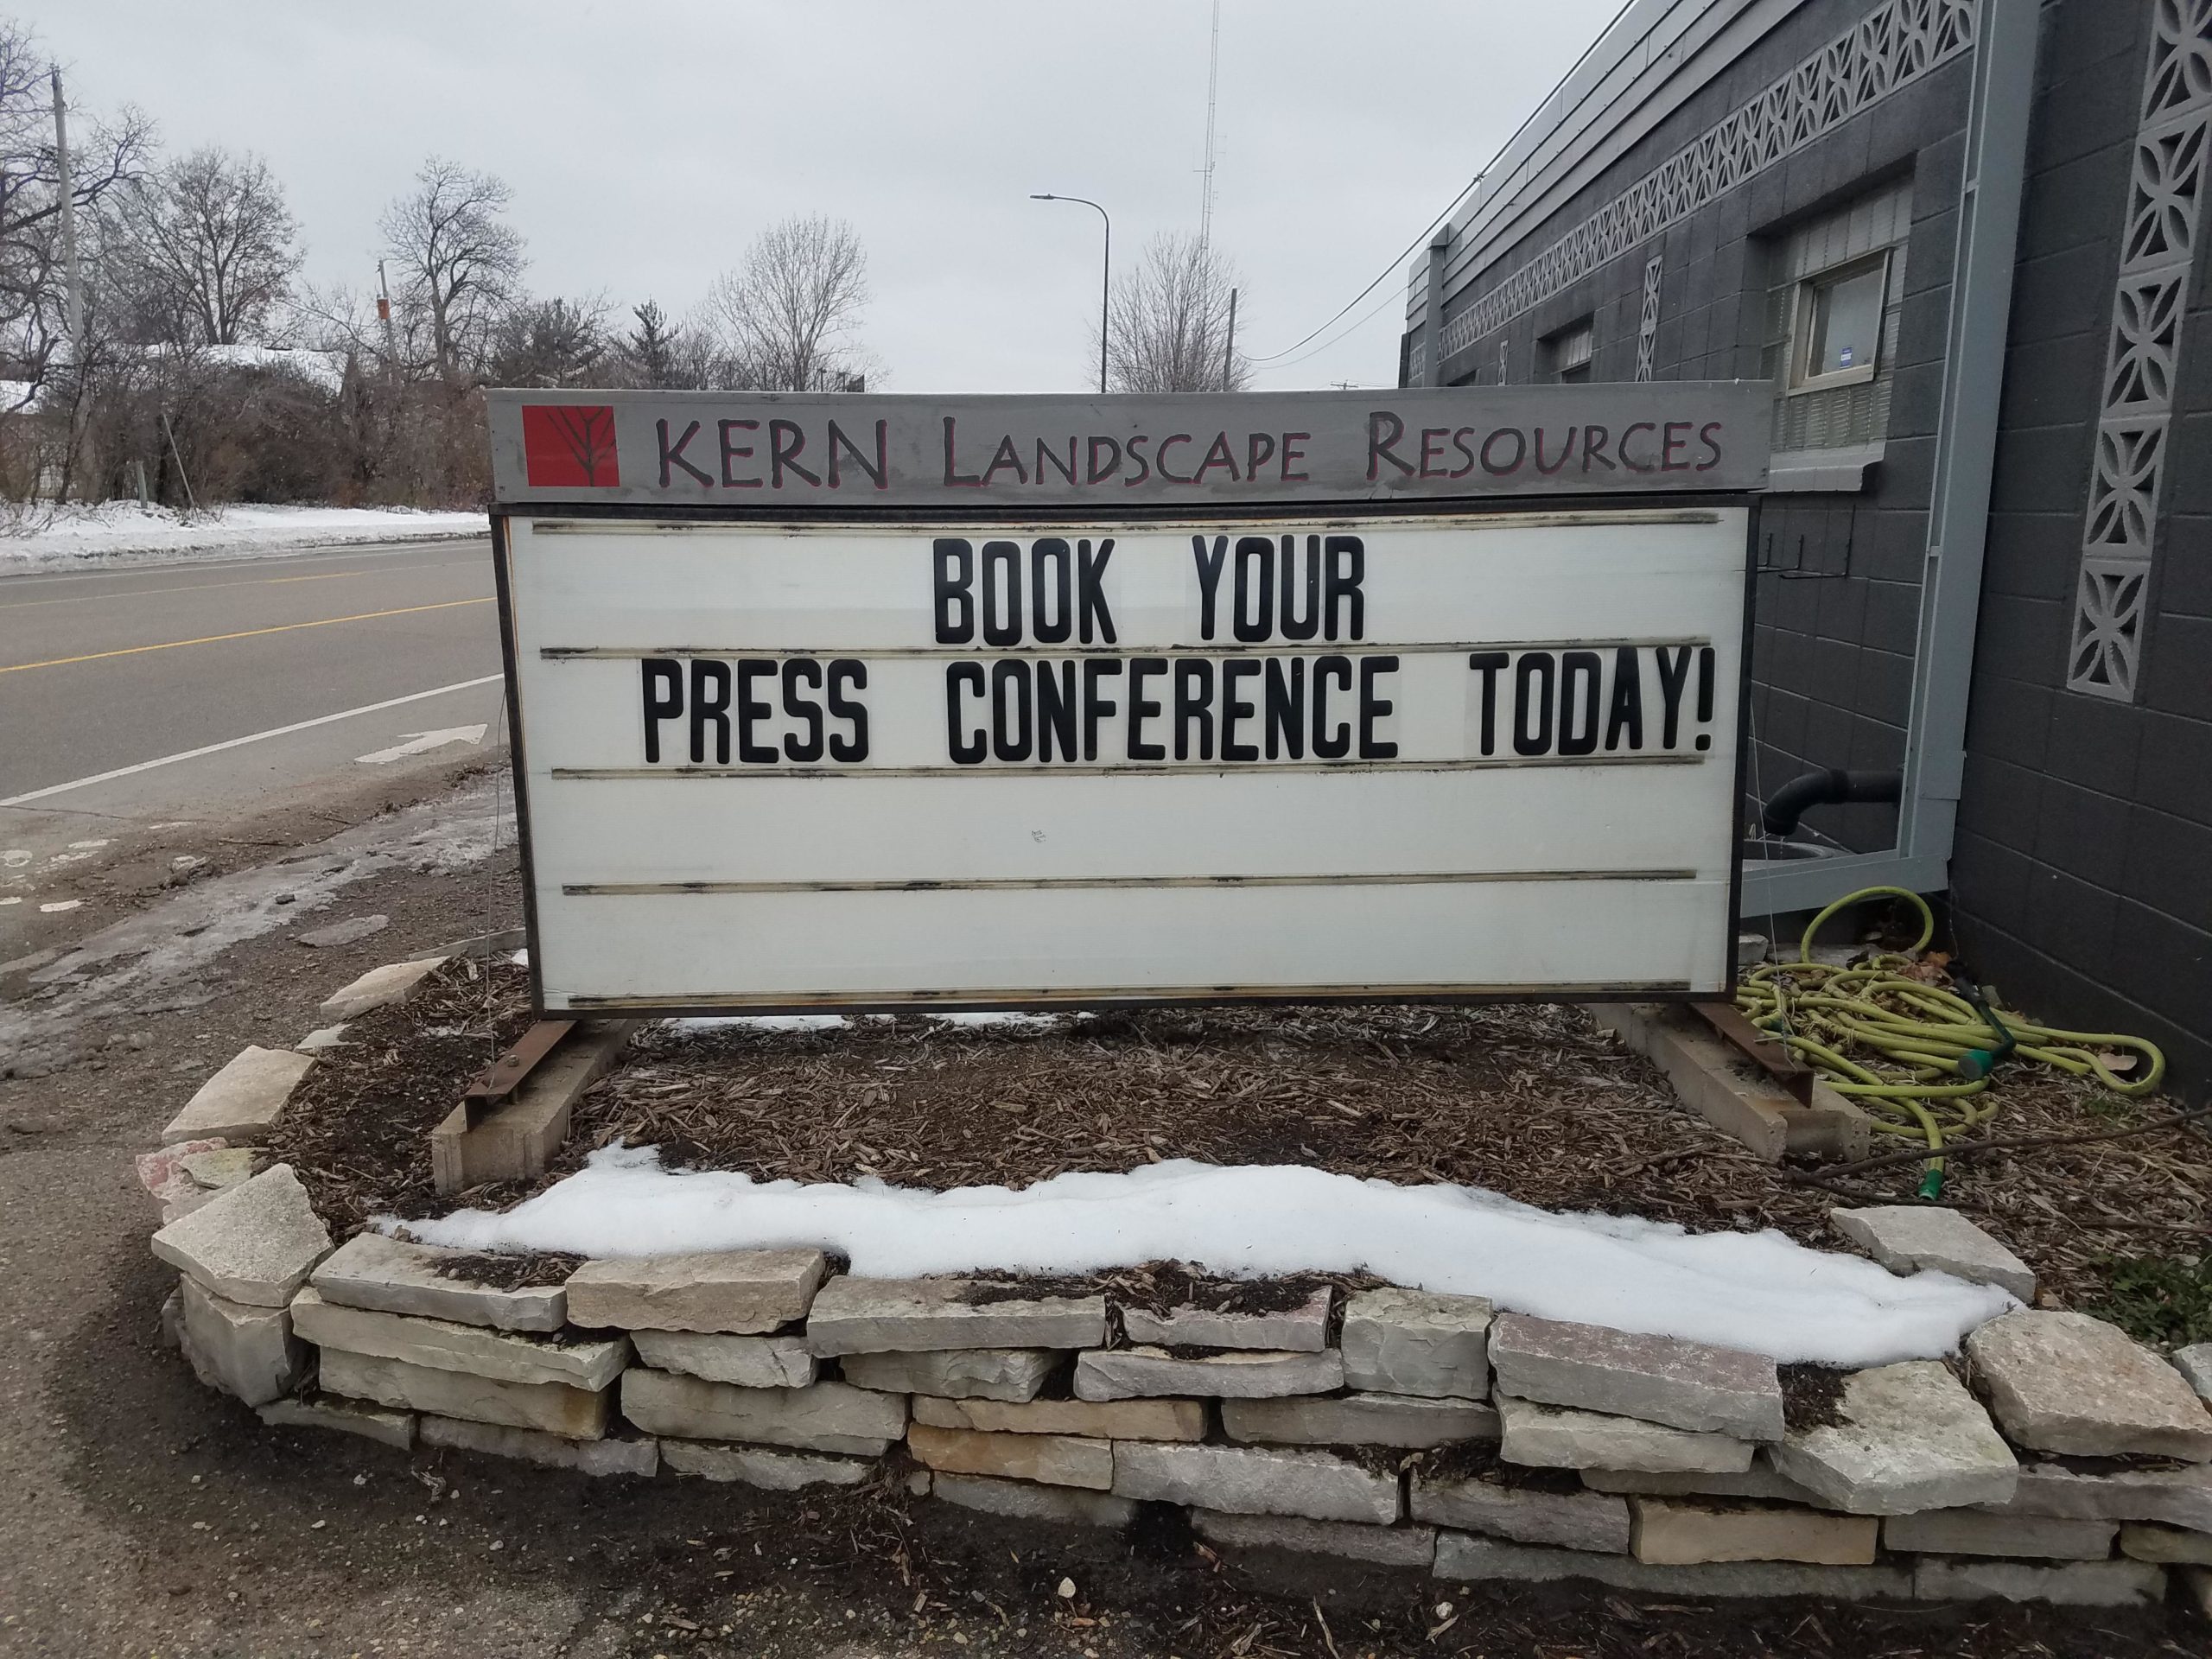 KERN LANDSCAPE RESOURCES
BOOK YOUR
PRESS CONFERENCE TODAY!